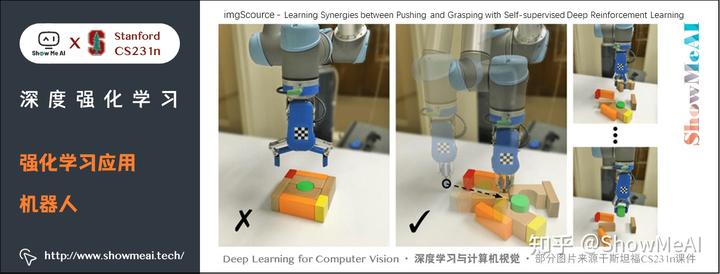 Show Me AI
X
Stanford
CS231n
深度强化学习
强化学习应用
机器人
http://www.showmeai.tech/
imgScource - Learning Synergies between Pushing and Grasping with Self-supervised Deep Reinforcement Learning
ShowMeAI
知乎 @ShowMeAI
Deep Learning for Computer Vision · 深度学习与计算机视觉 · 部分图片来源于斯坦福CS231n课件